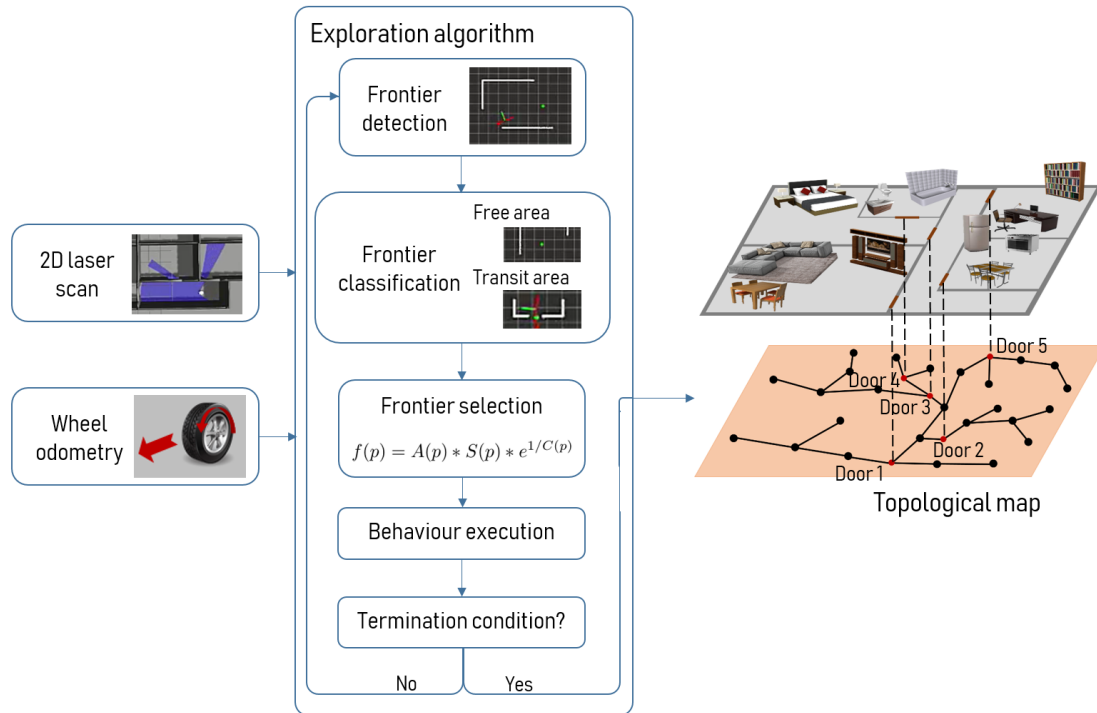 Exploration algorithm
Frontier
detection
Free area
Frontier
classification
Transit area
2D laser
scan
Wheel
odometry
Frontier selection
f(p) = A(p) * S(p) * e^{1/C(p)}
Behaviour execution
Termination condition?
No
Yes
Door 5
Door 4
Door 3
Door 2
Door 1
Topological map